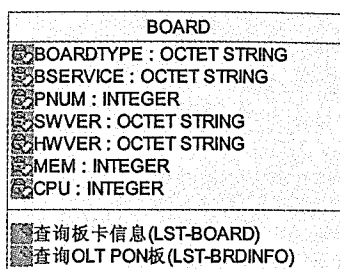 BOARD
BOARDTYPE : OCTET STRING
BSERVICE : OCTET STRING
PNUM : INTEGER
SWVER : OCTET STRING
HWVER : OCTET STRING
MEM : INTEGER
CPU : INTEGER
查询板卡信息(LST-BOARD)
查询OLT PON板(LST-BRDINFO)